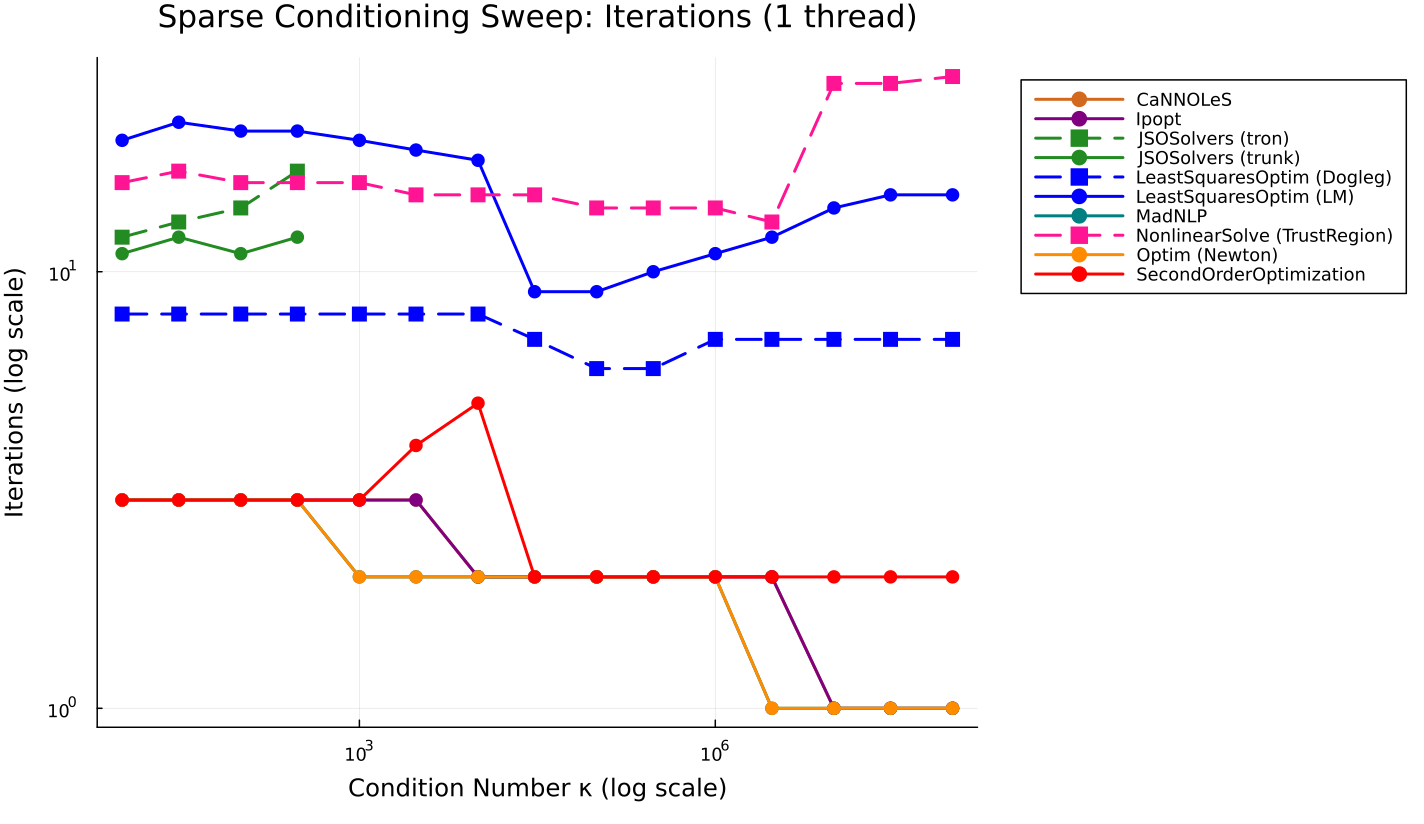 Sparse Conditioning Sweep: Iterations (1 thread)
CaNNOLeS
Ipopt
JSOSolvers (tron)
JSOSolvers (trunk)
LeastSquaresOptim (Dogleg)
LeastSquaresOptim (LM)
MadNLP
NonlinearSolve (TrustRegion)
Optim (Newton)
SecondOrderOptimization
Iterations (log scale)
10¹
10⁰
10³
10⁶
Condition Number κ (log scale)